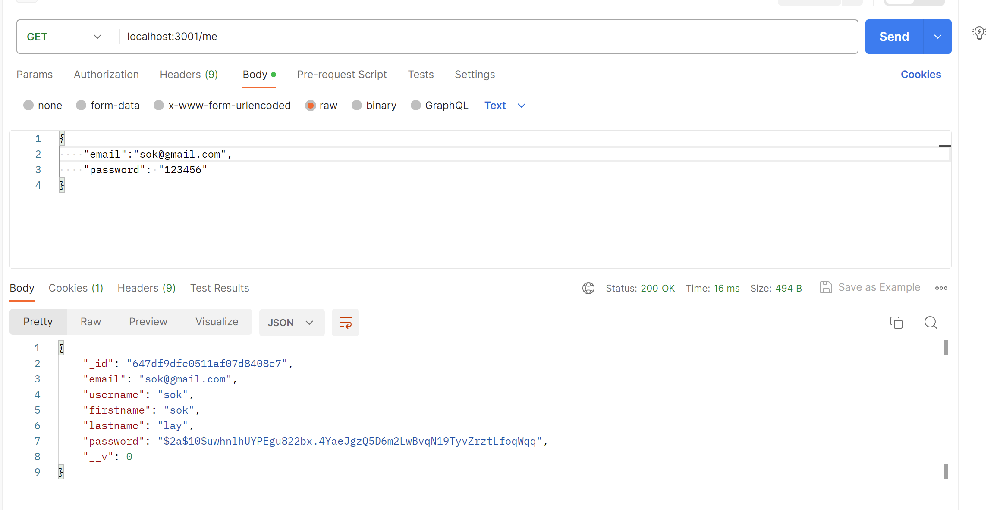 GET localhost:3001/me Send
Params Authorization Headers (9) Body Pre-request Script Tests Settings Cookies
none form-data x-www-form-urlencoded raw binary GraphQL Text
1 {
2 "email":"sok@gmail.com",
3 "password": "123456"
4 }
Body Cookies (1) Headers (9) Test Results Status: 200 OK Time: 16 ms Size: 494 B Save as Example
Pretty Raw Preview Visualize JSON
1 {
2 "_id": "647df9dfe0511af07d8408e7",
3 "email": "sok@gmail.com",
4 "username": "sok",
5 "firstname": "sok",
6 "lastname": "lay",
7 "password": "$2a$10$uwhnlhUYPEgu822bx.4YaeJgzQ5D6m2LwBvqN19TyvZrztLfoqWqq",
8 "__v": 0
9 }